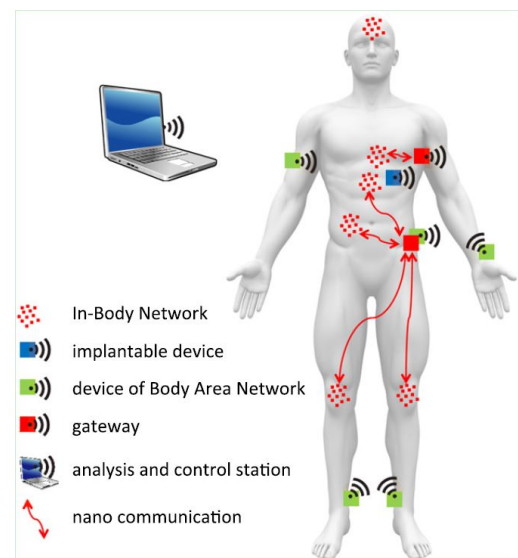 In-Body Network
implantable device
device of Body Area Network
gateway
analysis and control station
nano communication